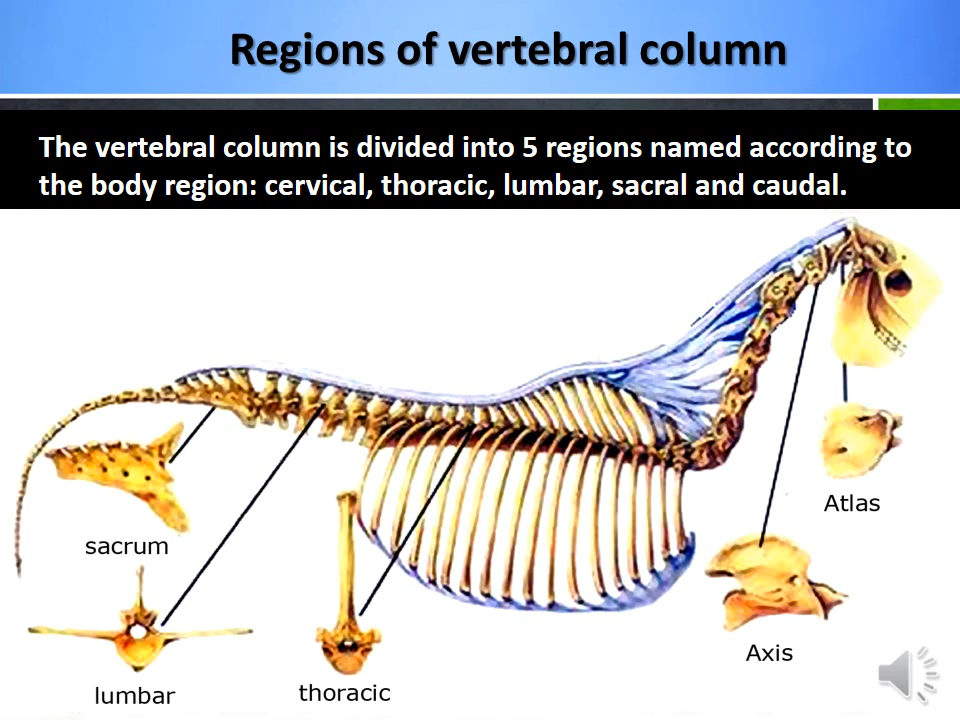 Regions of vertebral column
The vertebral column is divided into 5 regions named according to
the body region: cervical, thoracic, lumbar, sacral and caudal.
Atlas
sacrum
Axis
lumbar
thoracic